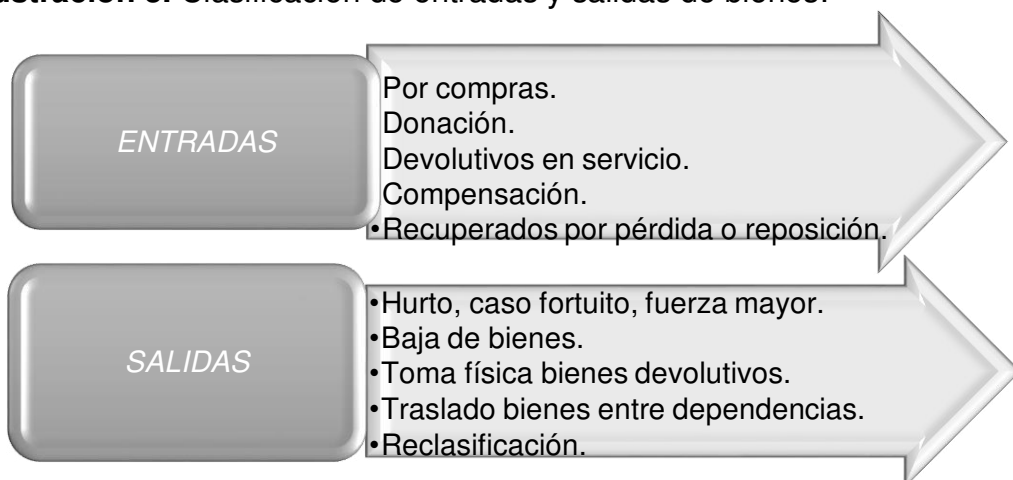 Clasificación de entradas y salidas de bienes.
ENTRADAS
Por compras.
Donación.
Devolutivos en servicio.
Compensación.
•Recuperados por pérdida o reposición.
SALIDAS
•Hurto, caso fortuito, fuerza mayor.
•Baja de bienes.
•Toma física bienes devolutivos.
•Traslado bienes entre dependencias.
•Reclasificación.